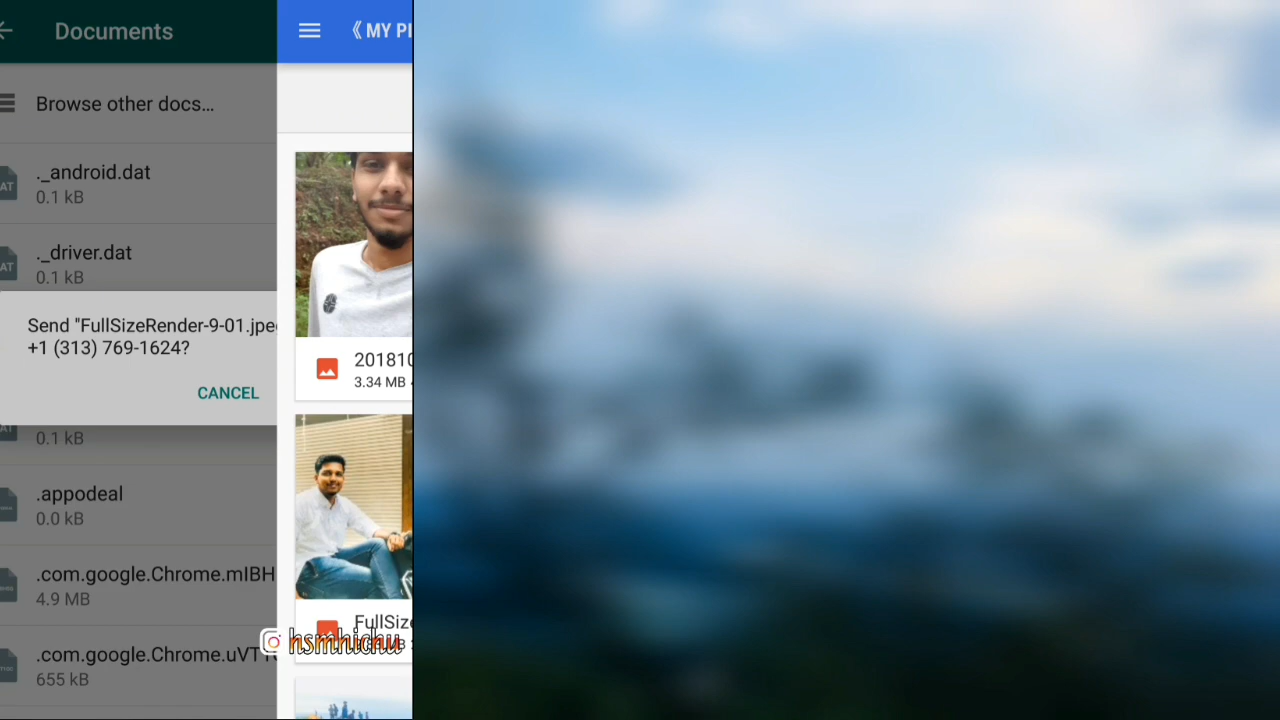 Documents
Browse other docs...
._android.dat
0.1 kB
._driver.dat
0.1 kB
Send "FullSizeRender-9-01.jpeg
+1 (313) 769-1624?
CANCEL
0.1 kB
.appodeal
0.0 kB
.com.google.Chrome.mIBH
4.9 MB
.com.google.Chrome.uVT
655 kB
《 MY PI
201810
3.34 MB
FullSize
hsmhichu